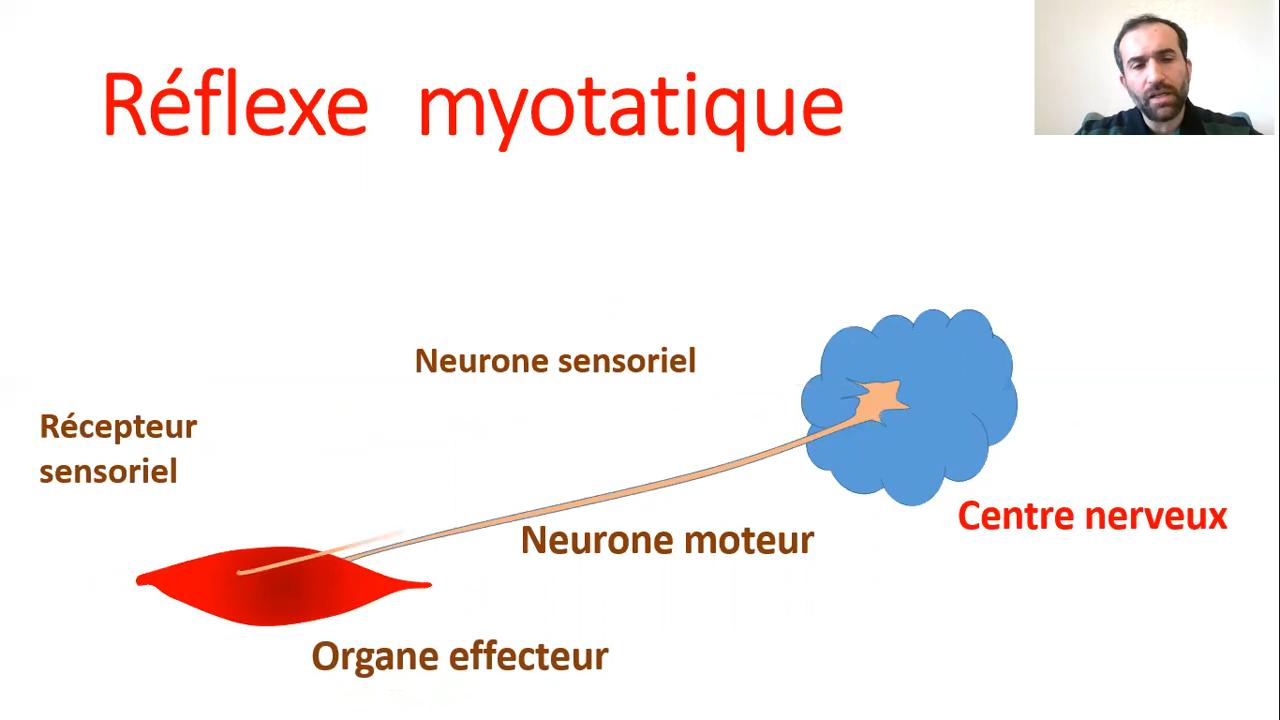 Réflexe myotatique
Neurone sensoriel
Récepteur
sensoriel
Centre nerveux
Neurone moteur
Organe effecteur